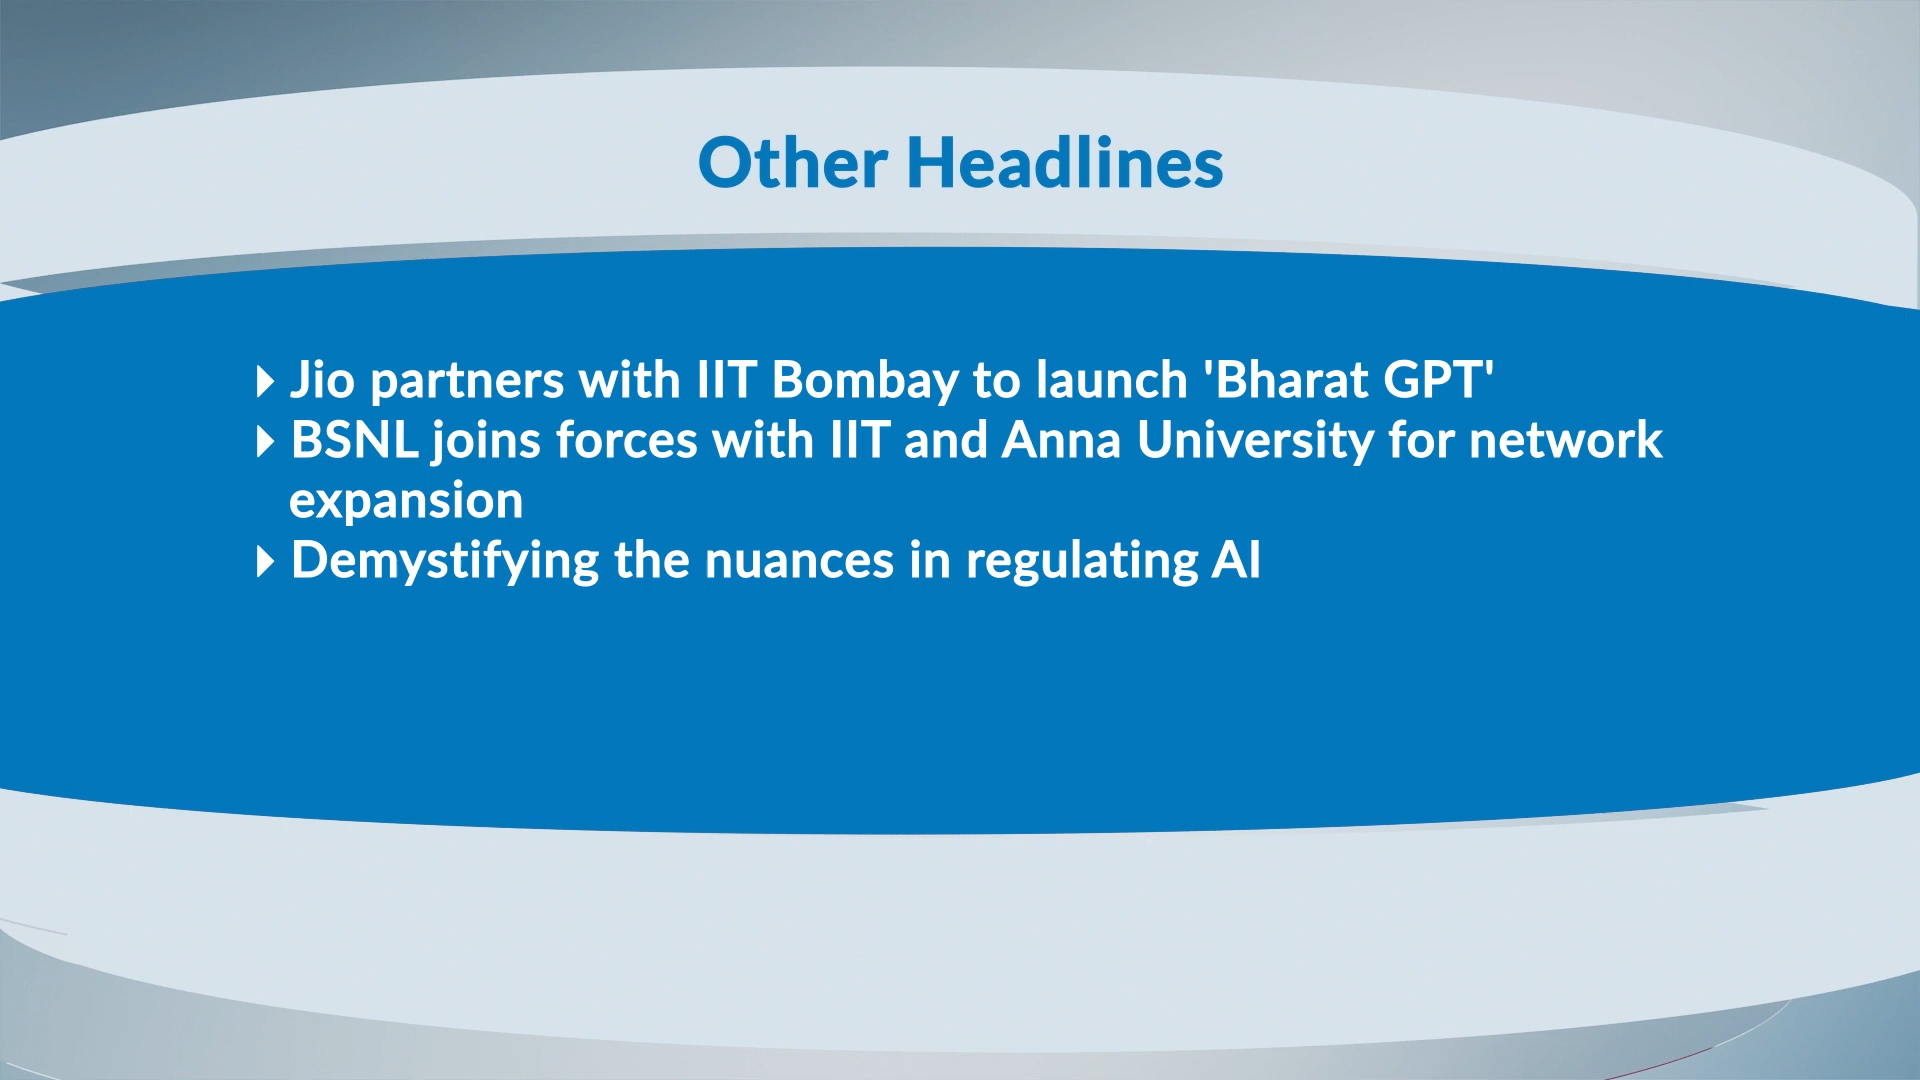 Other Headlines
Jio partners with IIT Bombay to launch 'Bharat GPT'
BSNL joins forces with IIT and Anna University for network
expansion
Demystifying the nuances in regulating AI